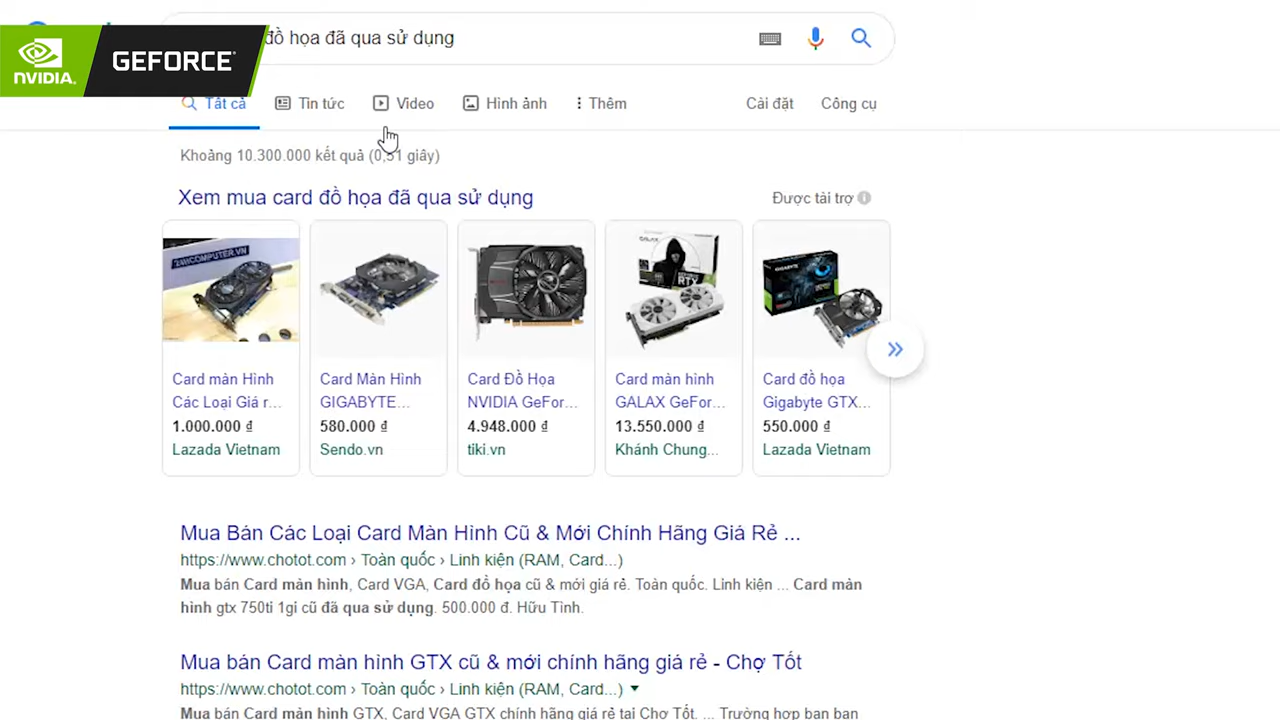 NVIDIA.
GEFORCE
đồ họa đã qua sử dụng
Tất cả
Tin tức
Video
Hình ảnh
Thêm
Cài đặt
Công cụ
Khoảng 10.300.000 kết quả (0,51 giây)
Xem mua card đồ họa đã qua sử dụng
Được tài trợ
24HCOMPUTER.VN
Card màn Hình
Các Loại Giá r...
1.000.000 ₫
Lazada Vietnam
Card Màn Hình
GIGABYTE...
580.000 ₫
Sendo.vn
Card Đồ Họa
NVIDIA GeFor...
4.948.000 ₫
tiki.vn
Card màn hình
GALAX GeFor...
13.550.000 ₫
Khánh Chung...
Card đồ họa
Gigabyte GTX...
550.000 ₫
Lazada Vietnam
Mua Bán Các Loại Card Màn Hình Cũ & Mới Chính Hãng Giá Rẻ ...
https://www.chotot.com › Toàn quốc › Linh kiện (RAM, Card...)
Mua bán Card màn hình, Card VGA, Card đồ họa cũ & mới giá rẻ. Toàn quốc. Linh kiện ... Card màn
hình gtx 750ti 1gi cũ đã qua sử dụng. 500.000 đ. Hữu Tình.
Mua bán Card màn hình GTX cũ & mới chính hãng giá rẻ - Chợ Tốt
https://www.chotot.com › Toàn quốc › Linh kiện (RAM, Card...)
Mua bán Card màn hình GTX, Card VGA GTX chính hãng giá rẻ tại Chợ Tốt. ... Trường hợp bạn bán